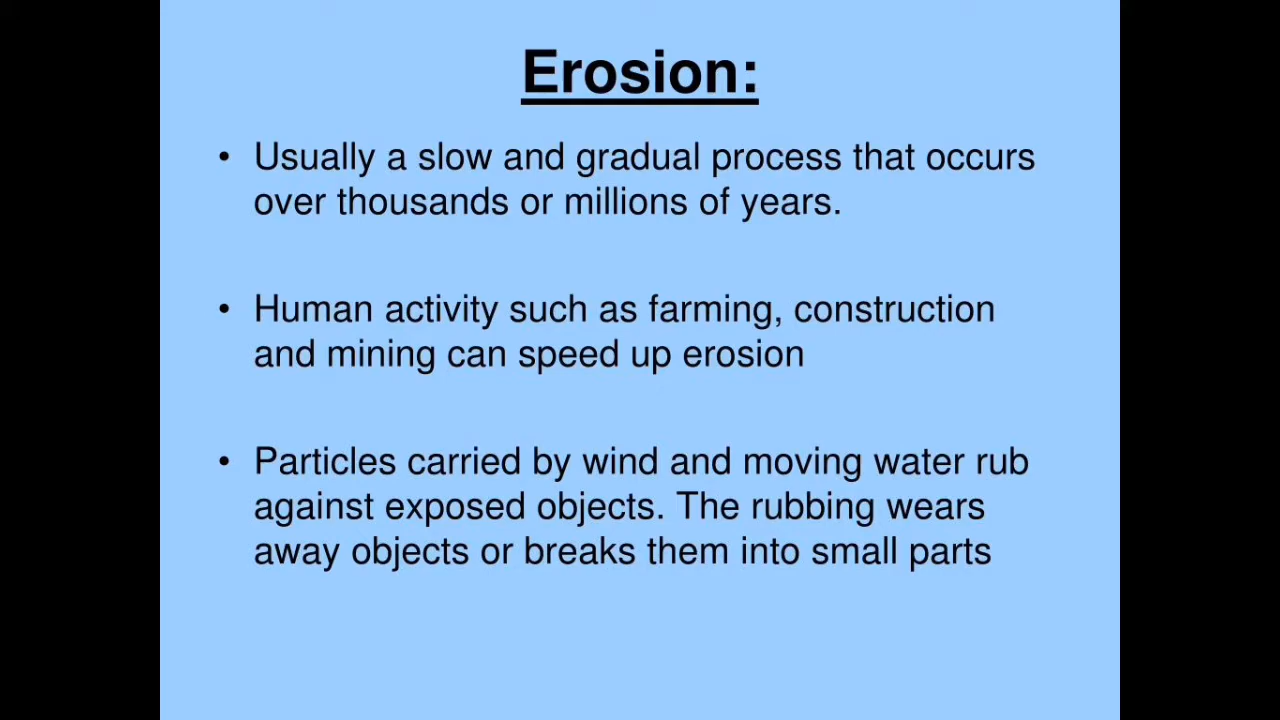 Erosion:
• Usually a slow and gradual process that occurs
over thousands or millions of years.
• Human activity such as farming, construction
and mining can speed up erosion
• Particles carried by wind and moving water rub
against exposed objects. The rubbing wears
away objects or breaks them into small parts